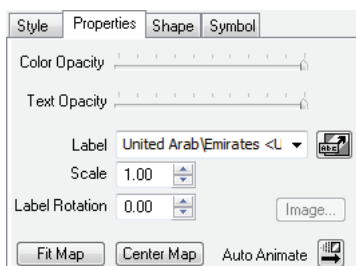 Style Properties Shape Symbol
Color Opacity
Text Opacity
Label United Arab\Emirates <U Abc
Scale 1.00
Label Rotation 0.00 Image...
Fit Map Center Map Auto Animate